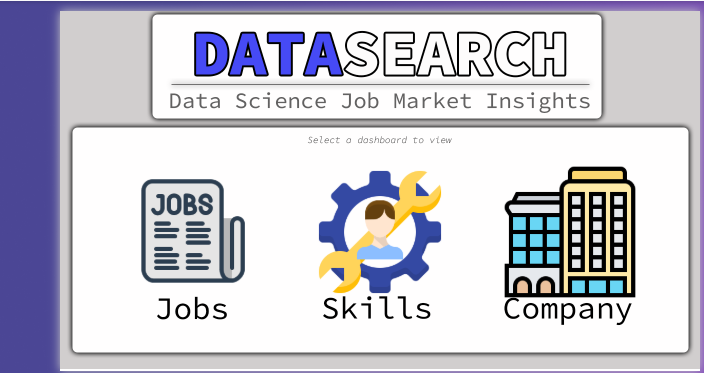 DATASEARCH
Data Science Job Market Insights
Select a dashboard to view
JOBS
Jobs
Skills
Company